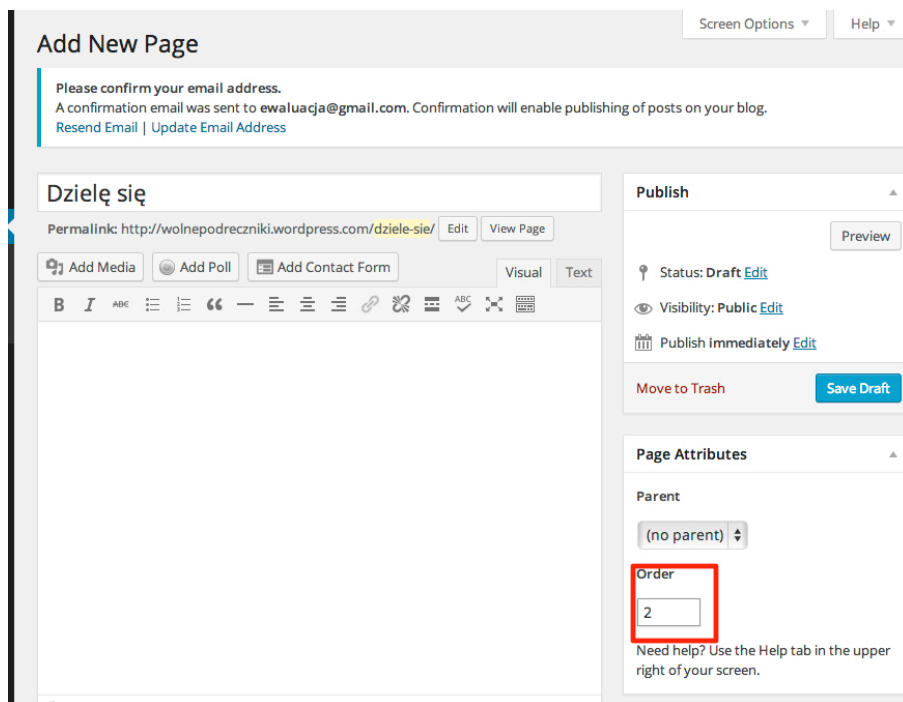 Screen Options Help
Add New Page
Please confirm your email address.
A confirmation email was sent to ewaluacja@gmail.com. Confirmation will enable publishing of posts on your blog.
Resend Email | Update Email Address
Dzielę się
Permalink: http://wolnepodreczniki.wordpress.com/dziele-sie/ Edit View Page
Add Media Add Poll Add Contact Form Visual Text
B I ABC ABC
Publish
Preview
Status: Draft Edit
Visibility: Public Edit
Publish immediately Edit
Move to Trash Save Draft
Page Attributes
Parent
(no parent)
Order
2
Need help? Use the Help tab in the upper
right of your screen.